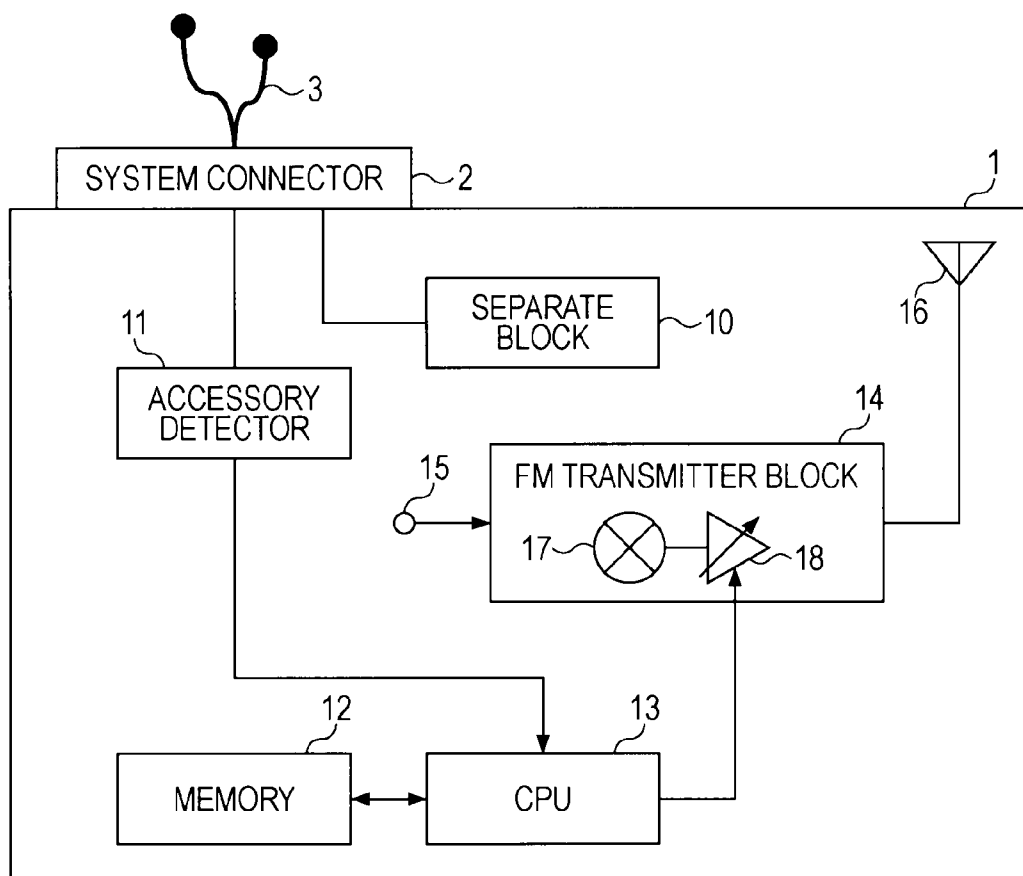 3
SYSTEM CONNECTOR
2
1
16
SEPARATE
BLOCK
10
11
ACCESSORY
DETECTOR
14
15
FM TRANSMITTER BLOCK
17
18
12
13
MEMORY
CPU